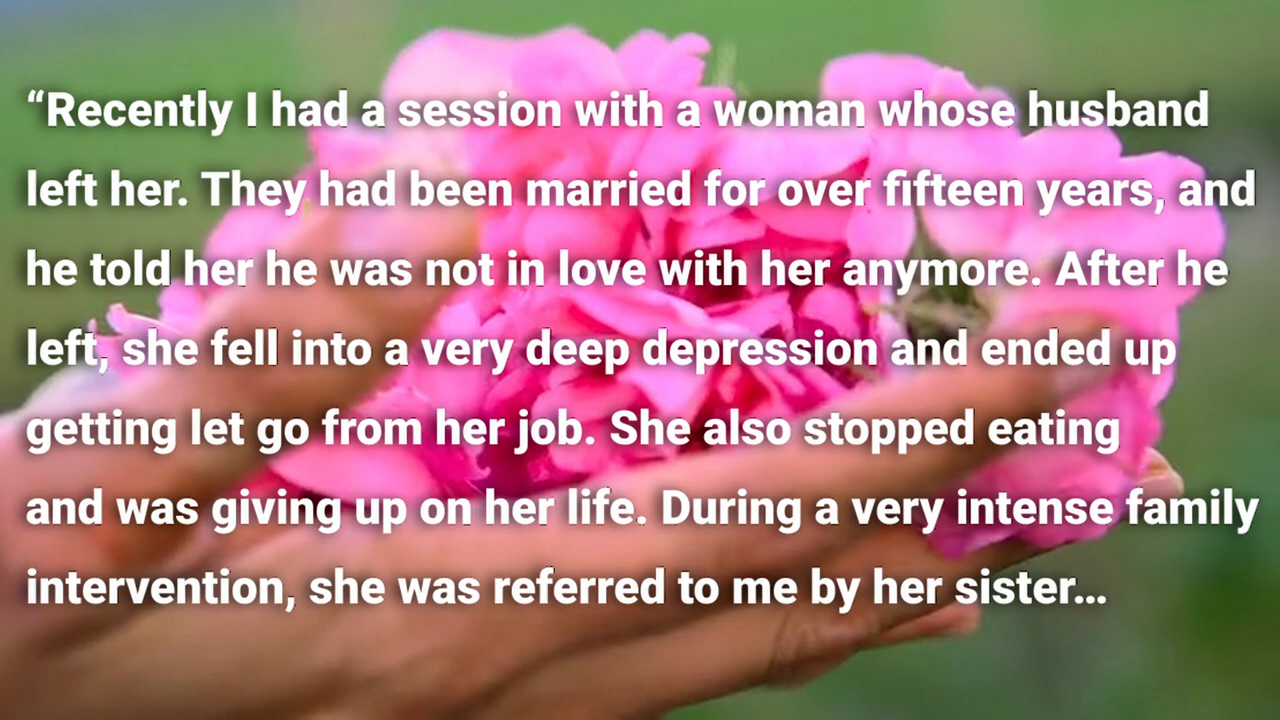 “Recently I had a session with a woman whose husband
left her. They had been married for over fifteen years, and
he told her he was not in love with her anymore. After he
left, she fell into a very deep depression and ended up
getting let go from her job. She also stopped eating
and was giving up on her life. During a very intense family
intervention, she was referred to me by her sister...